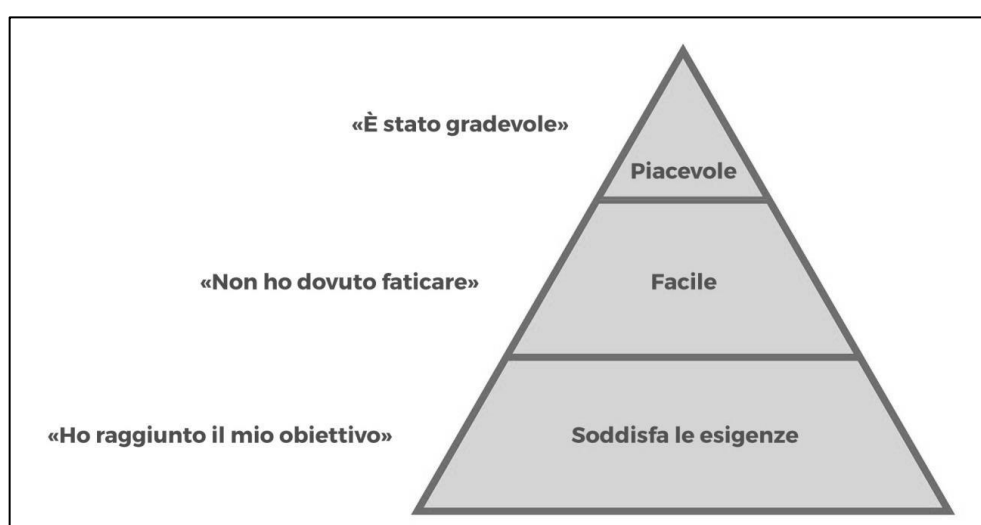 «È stato gradevole»
Piacevole
«Non ho dovuto faticare»
Facile
«Ho raggiunto il mio obiettivo»
Soddisfa le esigenze